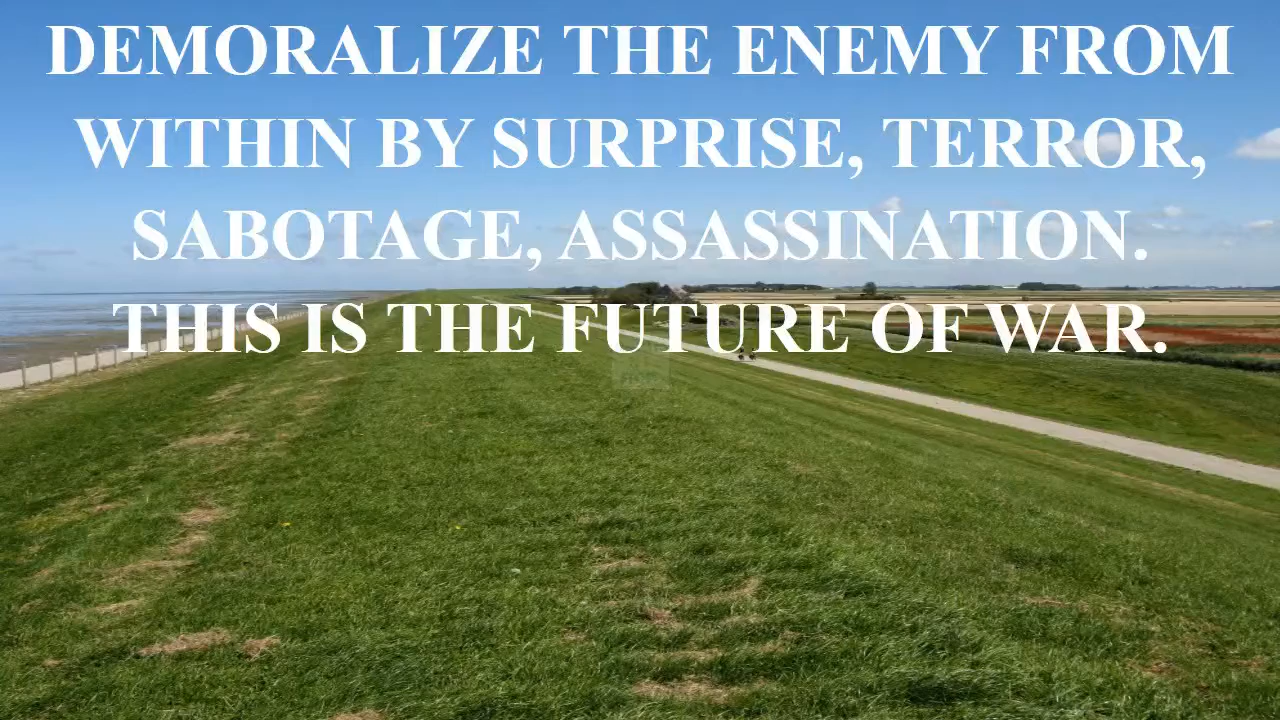 DEMORALIZE THE ENEMY FROM
WITHIN BY SURPRISE, TERROR,
SABOTAGE, ASSASSINATION.
THIS IS THE FUTURE OF WAR.